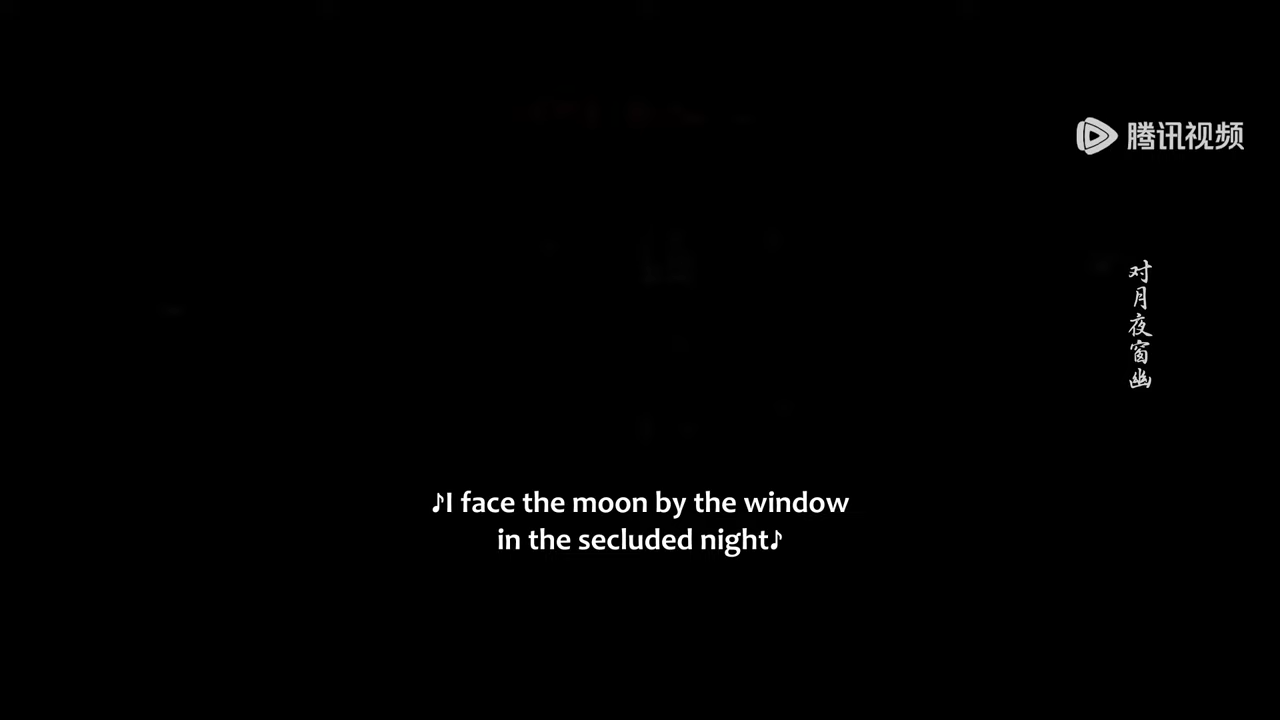 腾讯视频
对月夜窗幽
♪I face the moon by the window
in the secluded night♪